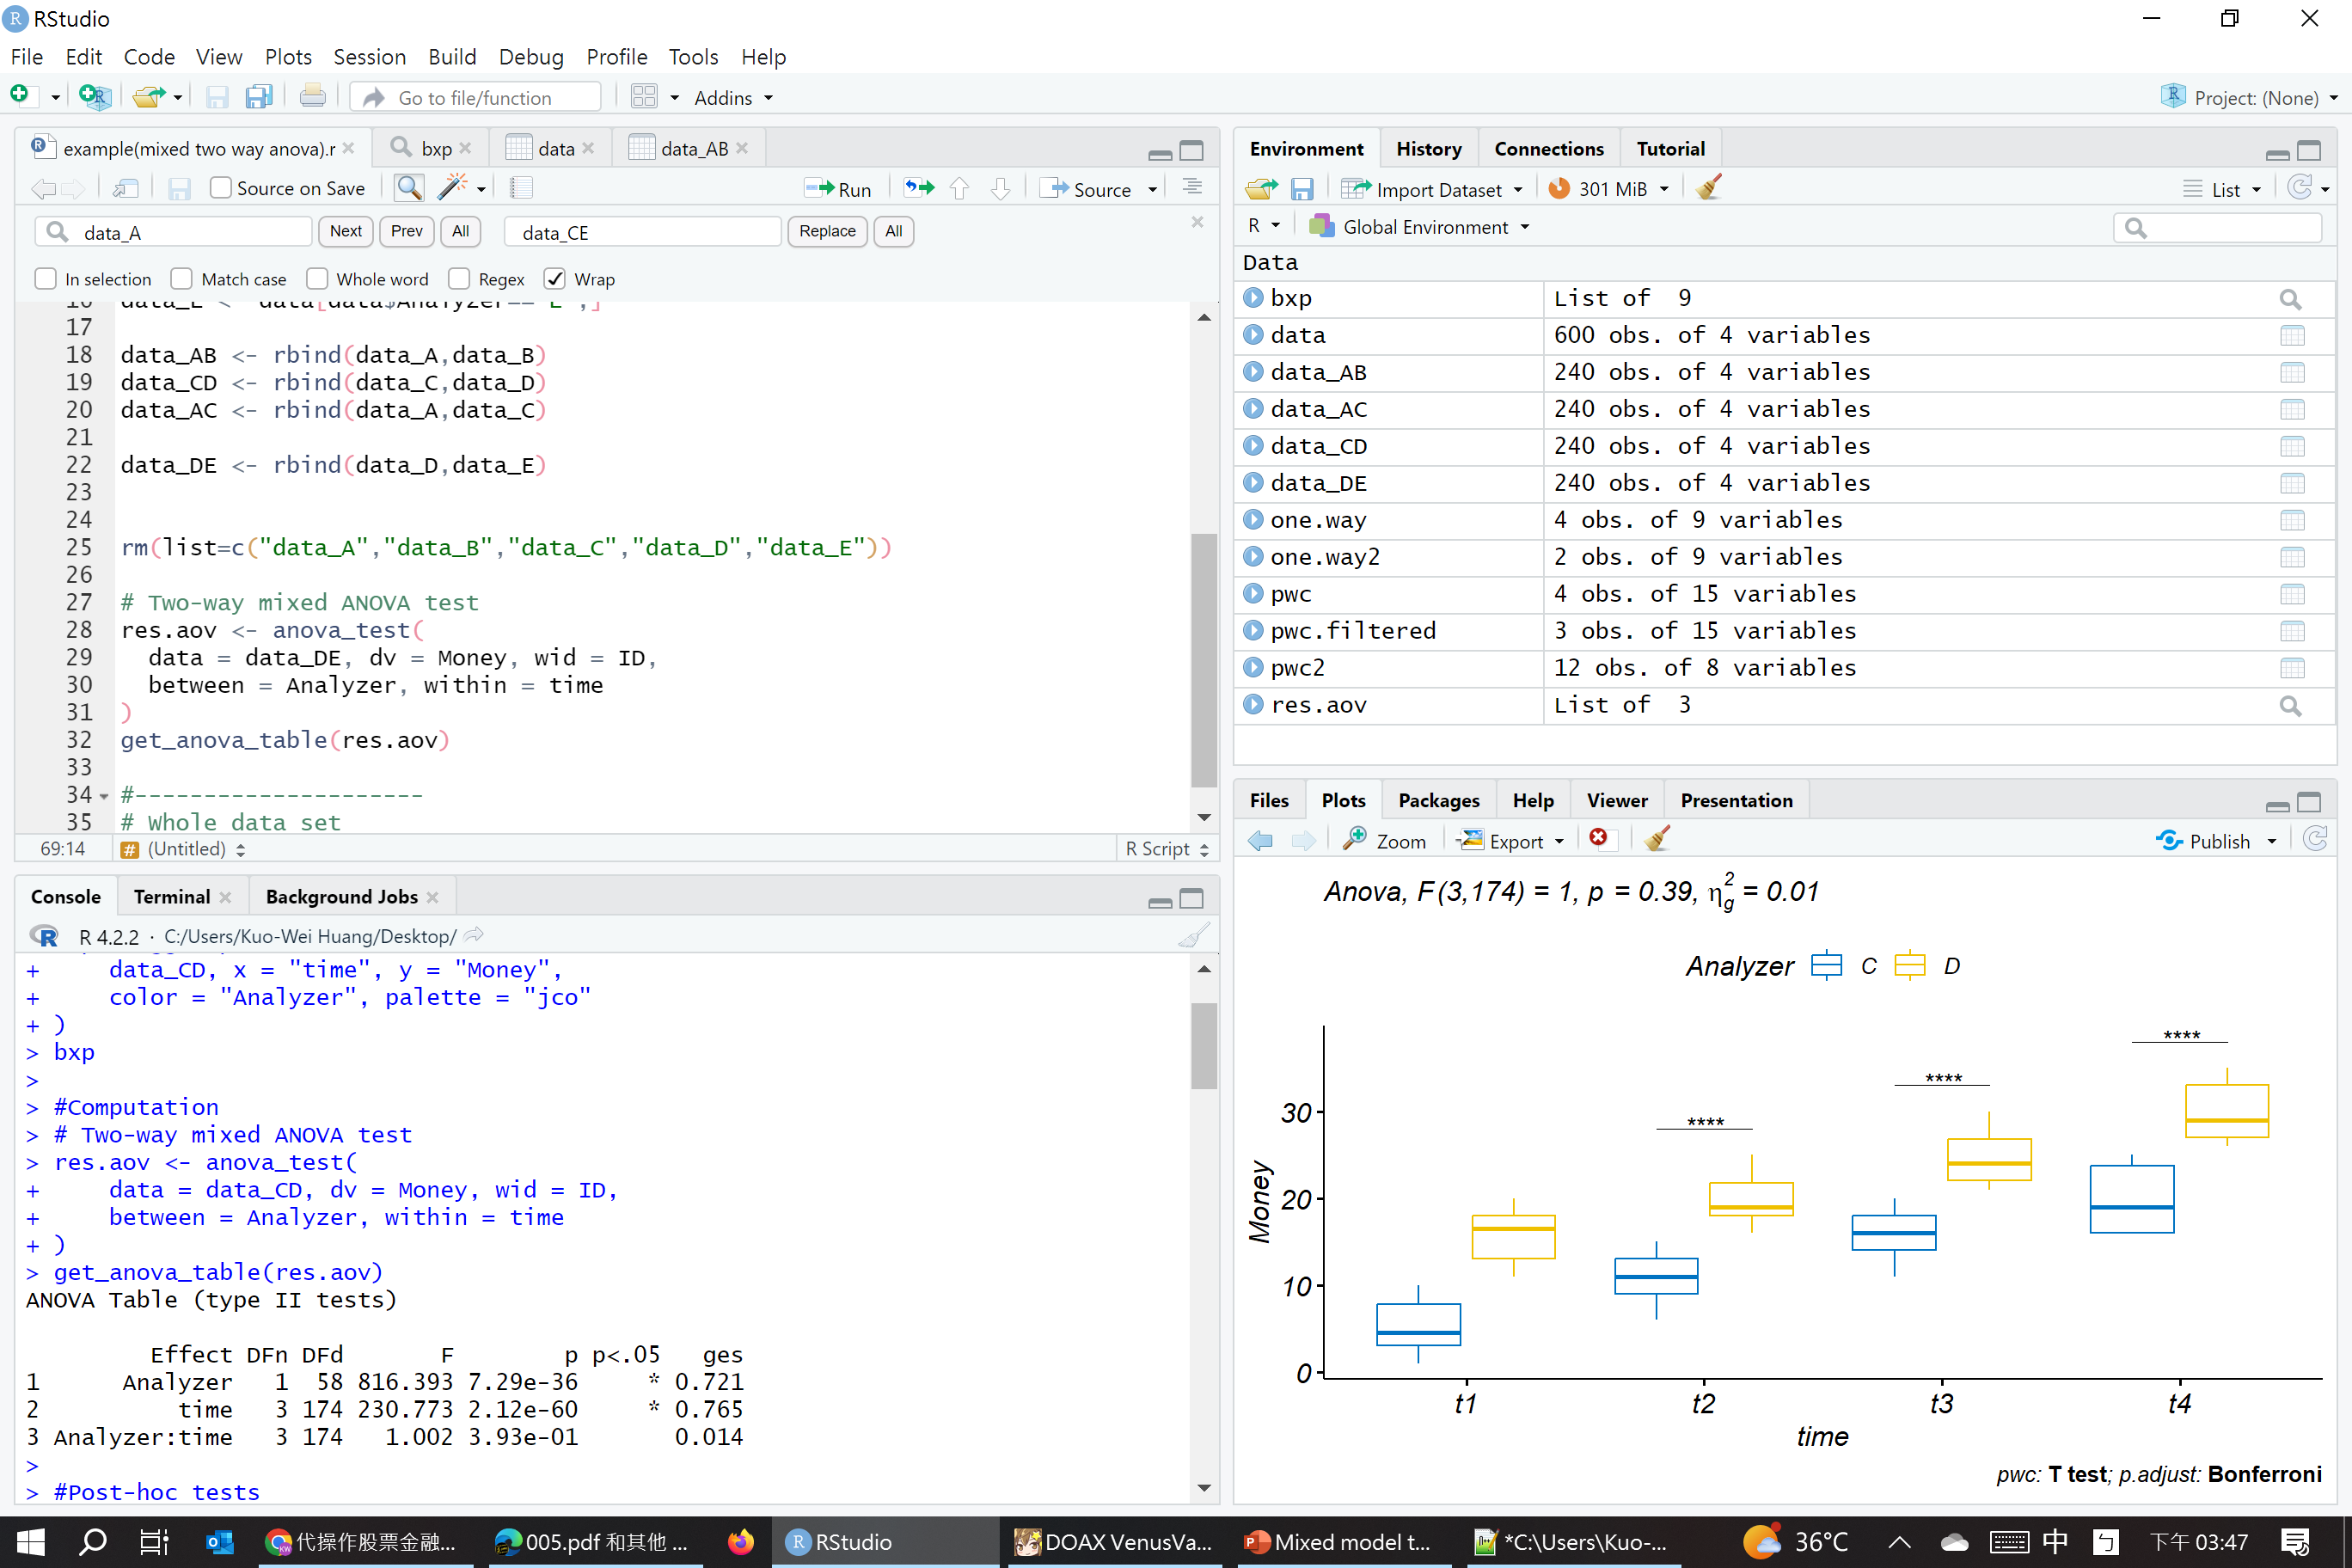 RStudio
File Edit Code View Plots Session Build Debug Profile Tools Help
Go to file/function Addins Project: (None)
example(mixed two way anova).r bxp data data_AB
Source on Save Run Source
data_A Next Prev All data_CE Replace All
In selection Match case Whole word Regex Wrap
17
18 data_AB <- rbind(data_A,data_B)
19 data_CD <- rbind(data_C,data_D)
20 data_AC <- rbind(data_A,data_C)
21
22 data_DE <- rbind(data_D,data_E)
23
24
25 rm(list=c("data_A","data_B","data_C","data_D","data_E"))
26
27 # Two-way mixed ANOVA test
28 res.aov <- anova_test(
29 data = data_DE, dv = Money, wid = ID,
30 between = Analyzer, within = time
31 )
32 get_anova_table(res.aov)
33
34 #---------------------
35 # Whole data set
69:14 # (Untitled) R Script
Console Terminal Background Jobs
R 4.2.2 · C:/Users/Kuo-Wei Huang/Desktop/
+ data_CD, x = "time", y = "Money",
+ color = "Analyzer", palette = "jco"
+ )
> bxp
>
> #Computation
> # Two-way mixed ANOVA test
> res.aov <- anova_test(
+ data = data_CD, dv = Money, wid = ID,
+ between = Analyzer, within = time
+ )
> get_anova_table(res.aov)
ANOVA Table (type II tests)
Effect DFn DFd F p p<.05 ges
1 Analyzer 1 58 816.393 7.29e-36 * 0.721
2 time 3 174 230.773 2.12e-60 * 0.765
3 Analyzer:time 3 174 1.002 3.93e-01 0.014
>
> #Post-hoc tests
Environment History Connections Tutorial
Import Dataset 301 MiB List
R Global Environment
Data
bxp List of 9
data 600 obs. of 4 variables
data_AB 240 obs. of 4 variables
data_AC 240 obs. of 4 variables
data_CD 240 obs. of 4 variables
data_DE 240 obs. of 4 variables
one.way 4 obs. of 9 variables
one.way2 2 obs. of 9 variables
pwc 4 obs. of 15 variables
pwc.filtered 3 obs. of 15 variables
pwc2 12 obs. of 8 variables
res.aov List of 3
Files Plots Packages Help Viewer Presentation
Zoom Export Publish
Anova, F(3,174) = 1, p = 0.39, η²g = 0.01
Analyzer C D
****
****
****
30
20
10
0
Money
t1 t2 t3 t4
time
pwc: T test; p.adjust: Bonferroni
代操作股票金融... 005.pdf 和其他 ... RStudio DOAX VenusVa... Mixed model t... *C:\Users\Kuo-... 36°C 中 ㄅ 下午 03:47